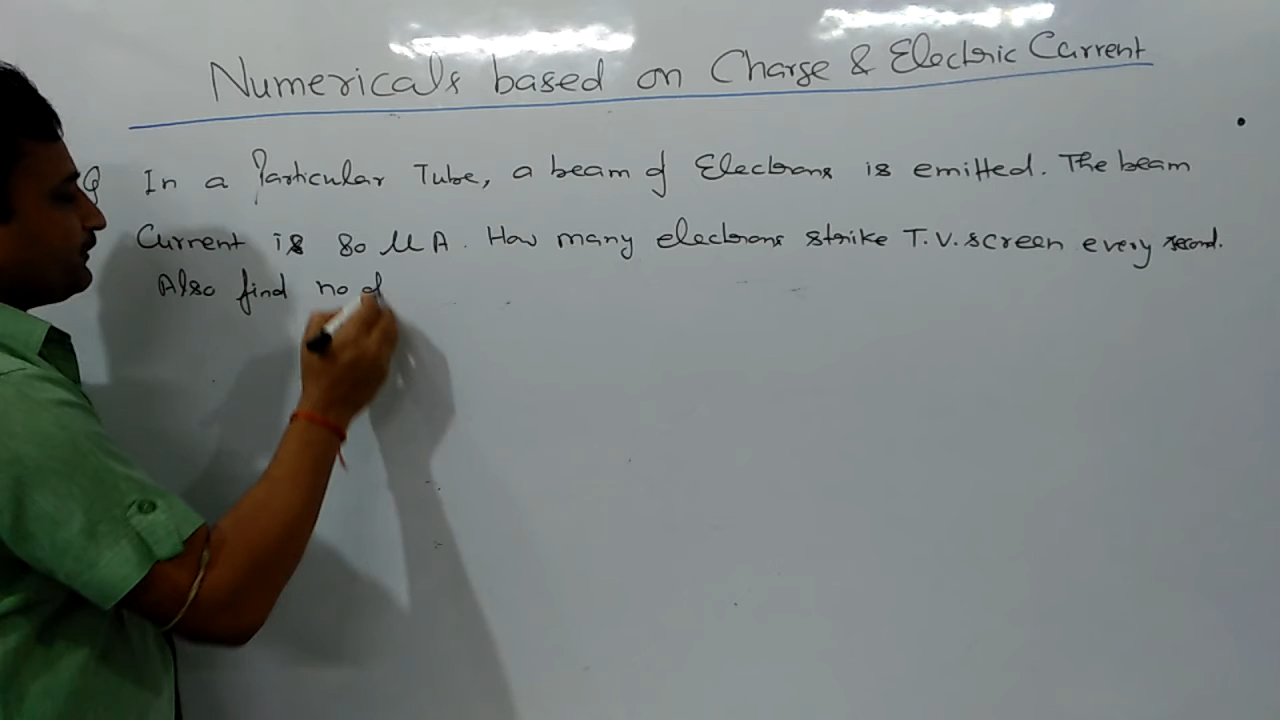 Numericals based on Charge & Electric Current
Q In a Particular Tube, a beam of Electrons is emitted. The beam
Current is 80 μA. How many electrons strike T.V. screen every second.
Also find no of